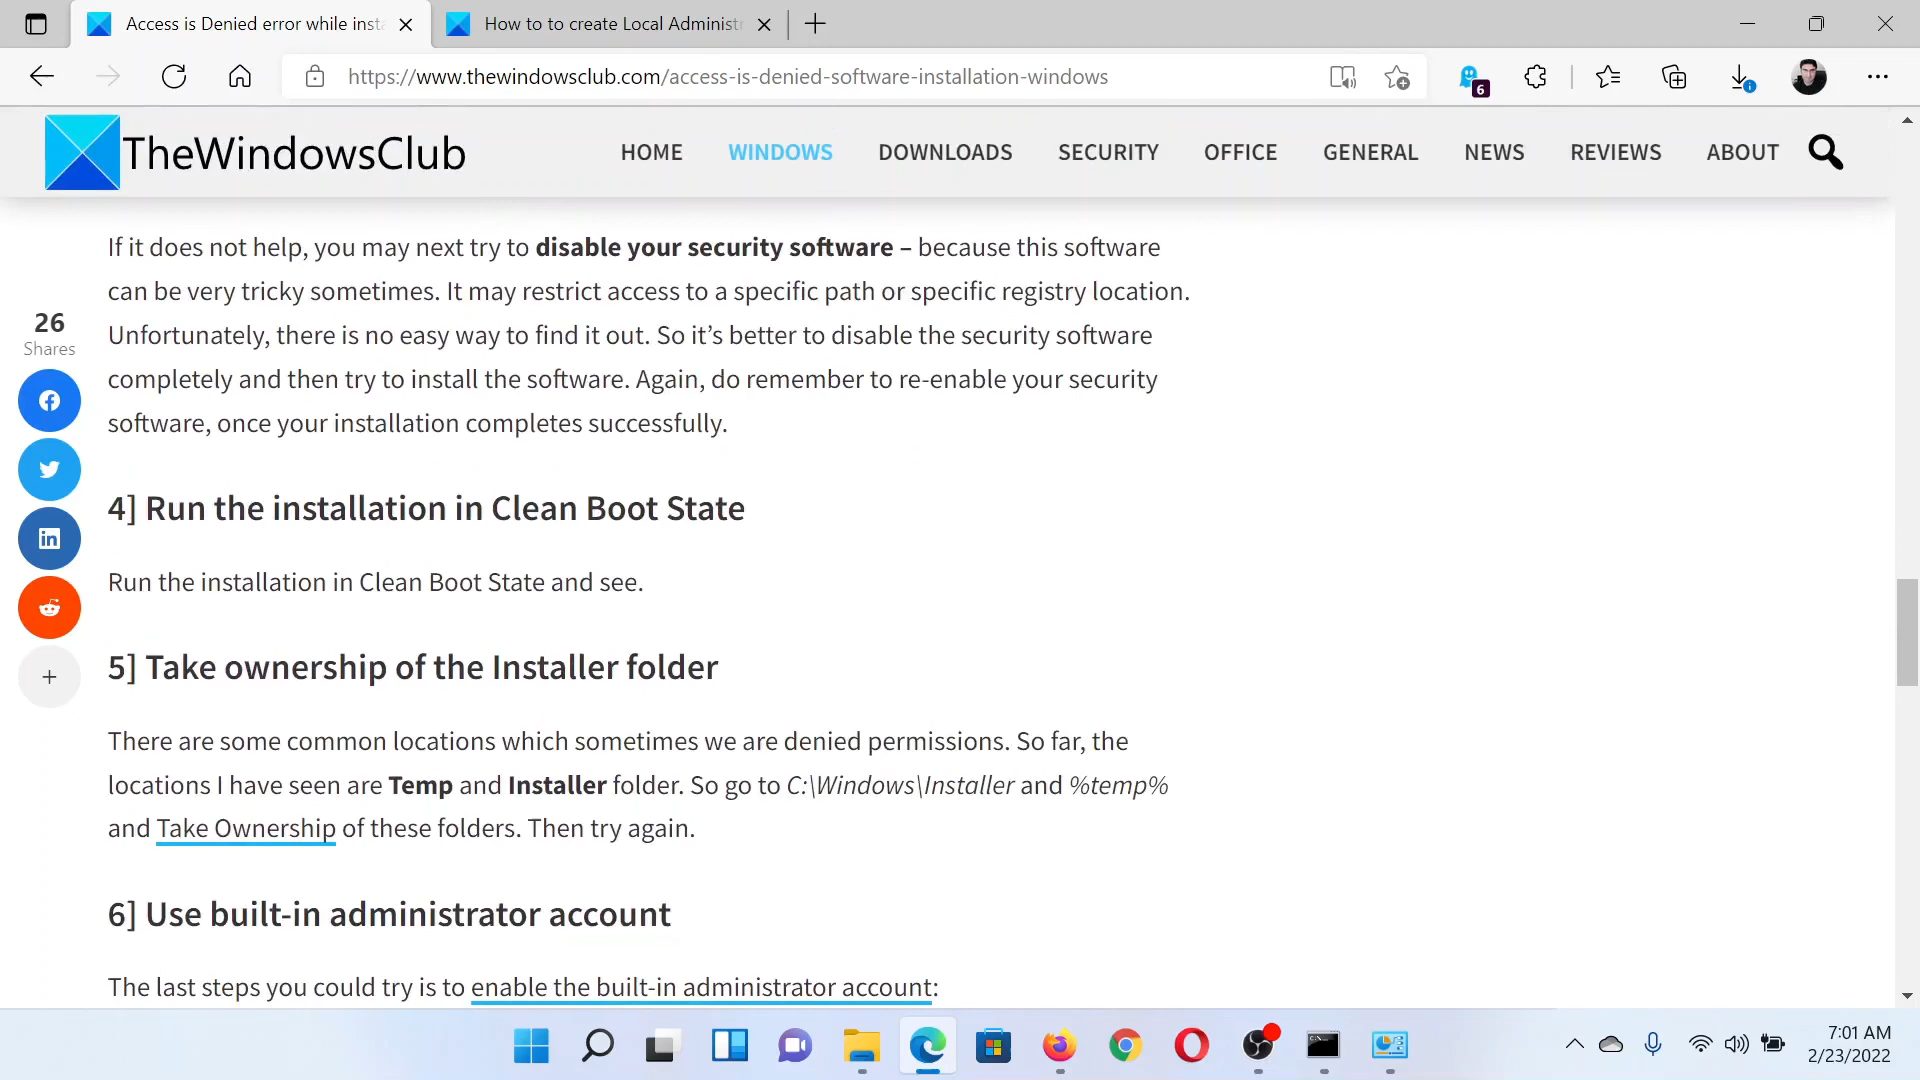 Access is Denied error while insta
How to to create Local Administr
https://www.thewindowsclub.com/access-is-denied-software-installation-windows
6
TheWindowsClub
HOME WINDOWS DOWNLOADS SECURITY OFFICE GENERAL NEWS REVIEWS ABOUT
If it does not help, you may next try to disable your security software – because this software
can be very tricky sometimes. It may restrict access to a specific path or specific registry location.
Unfortunately, there is no easy way to find it out. So it’s better to disable the security software
completely and then try to install the software. Again, do remember to re-enable your security
software, once your installation completes successfully.
26
Shares
4] Run the installation in Clean Boot State
Run the installation in Clean Boot State and see.
5] Take ownership of the Installer folder
There are some common locations which sometimes we are denied permissions. So far, the
locations I have seen are Temp and Installer folder. So go to C:\Windows\Installer and %temp%
and Take Ownership of these folders. Then try again.
6] Use built-in administrator account
The last steps you could try is to enable the built-in administrator account:
7:01 AM
2/23/2022